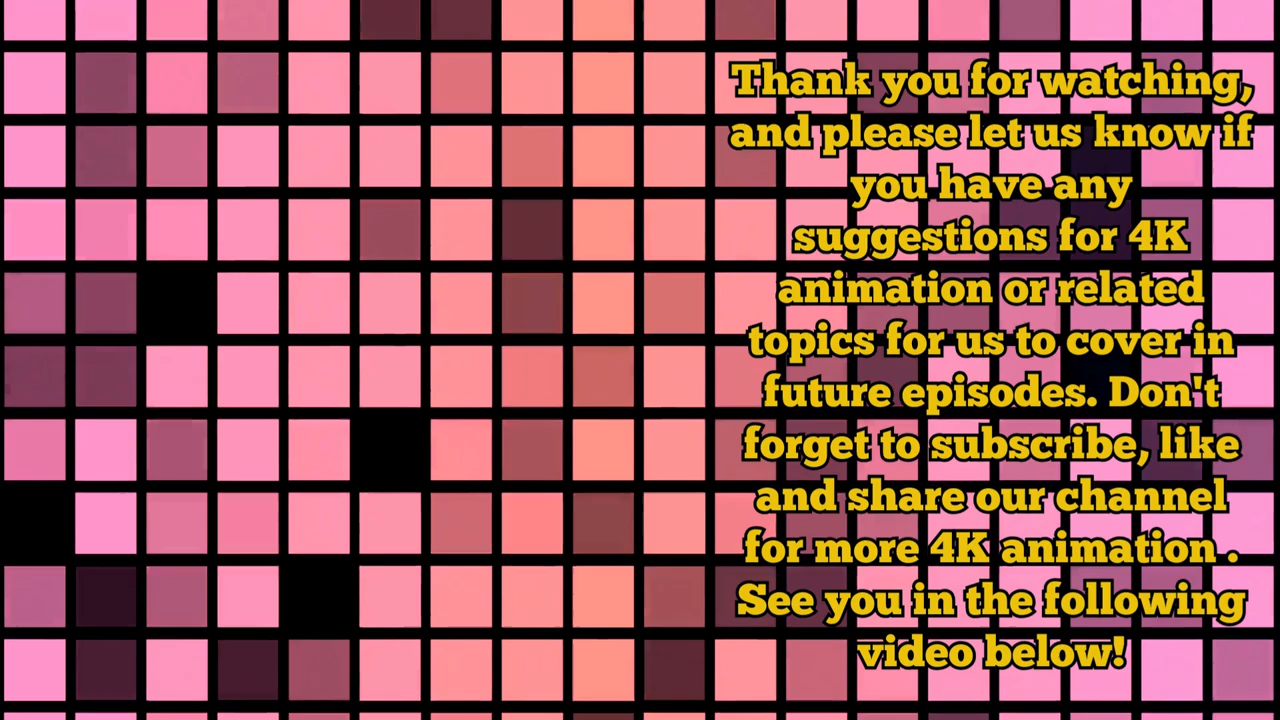 Thank you for watching,
and please let us know if
you have any
suggestions for 4K
animation or related
topics for us to cover in
future episodes. Don't
forget to subscribe, like
and share our channel
for more 4K animation .
See you in the following
video below!